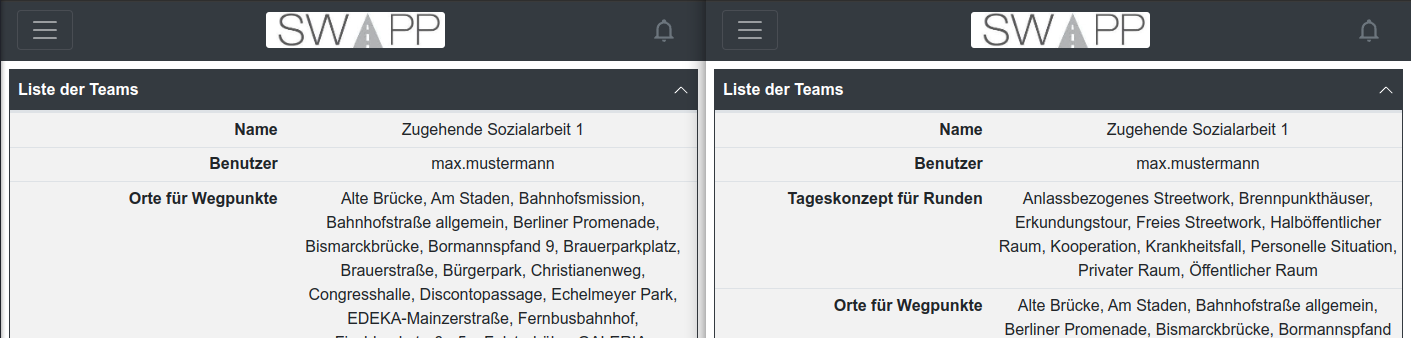 SWAPP
Liste der Teams
Name Zugehende Sozialarbeit 1
Benutzer max.mustermann
Orte für Wegpunkte Alte Brücke, Am Staden, Bahnhofsmission,
Bahnhofstraße allgemein, Berliner Promenade,
Bismarckbrücke, Bormannspfand 9, Brauerparkplatz,
Brauerstraße, Bürgerpark, Christianenweg,
Congresshalle, Discontopassage, Echelmeyer Park,
EDEKA-Mainzerstraße, Fernbusbahnhof,
SWAPP
Liste der Teams
Name Zugehende Sozialarbeit 1
Benutzer max.mustermann
Tageskonzept für Runden Anlassbezogenes Streetwork, Brennpunkthäuser,
Erkundungstour, Freies Streetwork, Halböffentlicher
Raum, Kooperation, Krankheitsfall, Personelle Situation,
Privater Raum, Öffentlicher Raum
Orte für Wegpunkte Alte Brücke, Am Staden, Bahnhofstraße allgemein,
Berliner Promenade, Bismarckbrücke, Bormannspfand